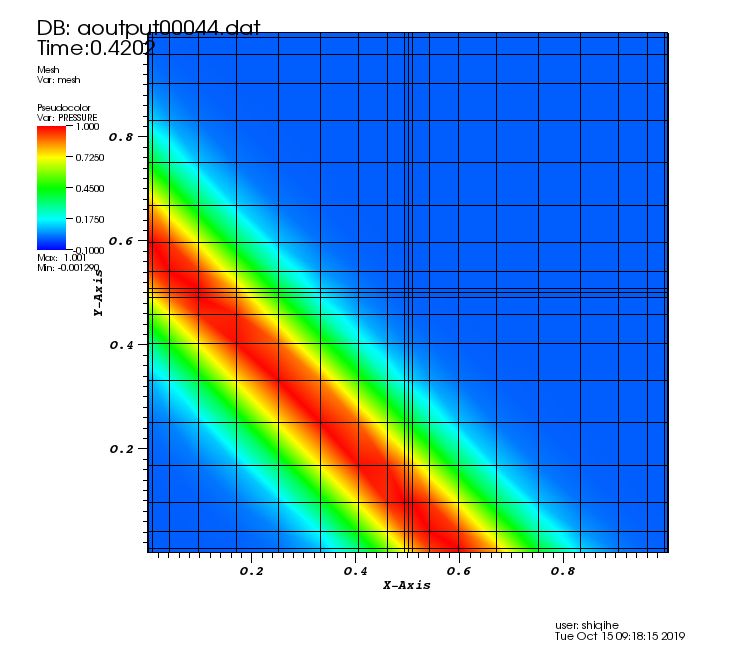 DB: aoutput00044.dat
Time:0.4202
Mesh
Var: mesh
Pseudocolor
Var: PRESSURE
1.000
0.7250
0.4500
0.1750
-0.1000
Max: 1.001
Min: -0.001290
0.8
0.6
0.4
0.2
Y-Axis
0.2 0.4 0.6 0.8
X-Axis
user: shiqihe
Tue Oct 15 09:18:15 2019